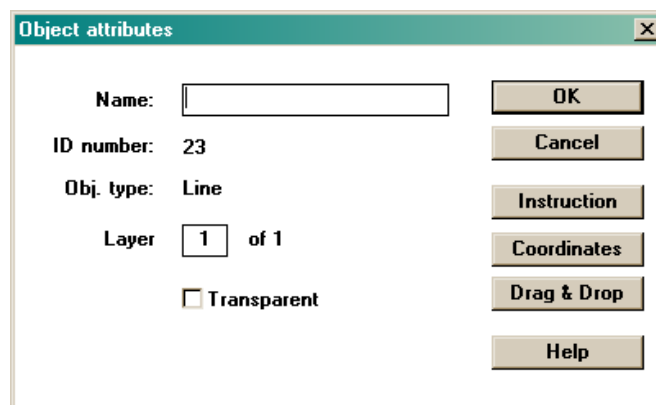 Object attributes
Name:
OK
ID number: 23
Cancel
Obj. type: Line
Instruction
Layer 1 of 1
Coordinates
Transparent
Drag & Drop
Help